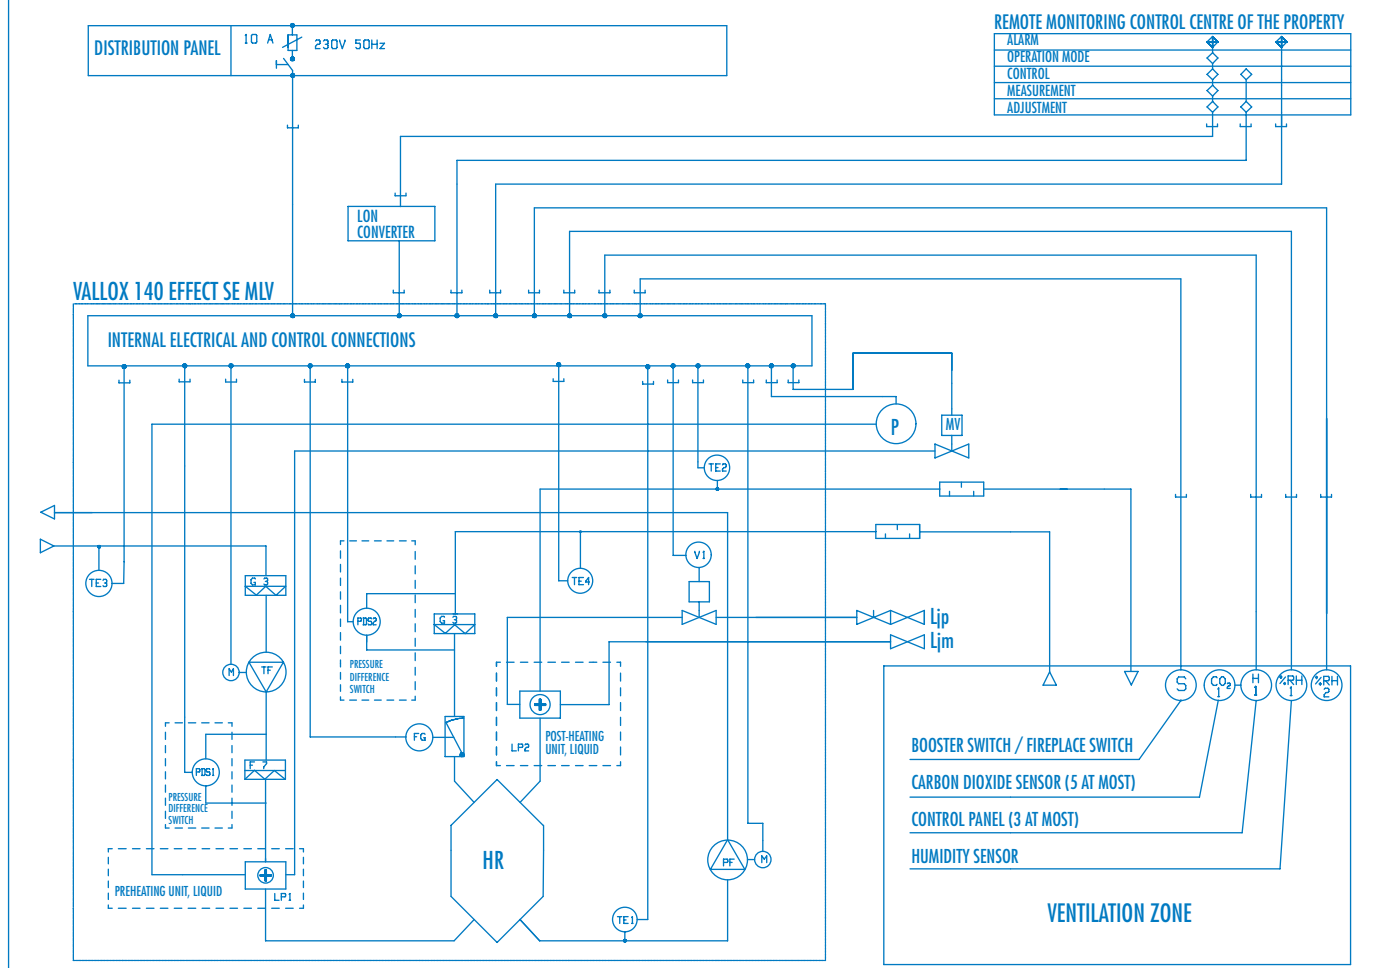 REMOTE MONITORING CONTROL CENTRE OF THE PROPERTY
ALARM
OPERATION MODE
CONTROL
MEASUREMENT
ADJUSTMENT
DISTRIBUTION PANEL
10 A
230V 50Hz
LON
CONVERTER
VALLOX 140 EFFECT SE MLV
INTERNAL ELECTRICAL AND CONTROL CONNECTIONS
P
MV
TE2
TE3
G 3
V1
TE4
PDS2
G 3
Ljp
Ljm
PRESSURE
DIFFERENCE
SWITCH
M
TF
S
CO2
1
H
1
%RH
1
%RH
2
FG
LP2
POST-HEATING
UNIT, LIQUID
PDS1
F 7
PRESSURE
DIFFERENCE
SWITCH
BOOSTER SWITCH / FIREPLACE SWITCH
CARBON DIOXIDE SENSOR (5 AT MOST)
CONTROL PANEL (3 AT MOST)
HUMIDITY SENSOR
HR
PF
M
PREHEATING UNIT, LIQUID
LP1
TE1
VENTILATION ZONE